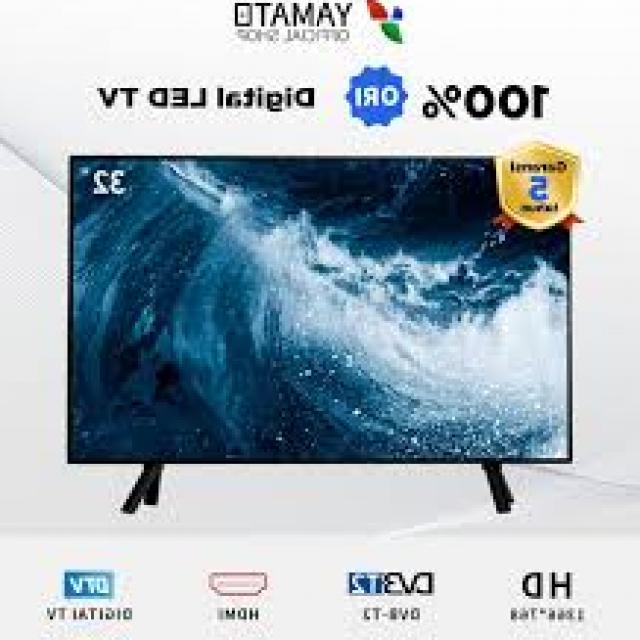 YAMATO
OFFICIAL SHOP
100% ORI Digital LED TV
Garansi
5
tahun
32"
HD
1366*768
DVB T2
DVB-T2
HDMI
HDMI
DTV
DIGITAL TV